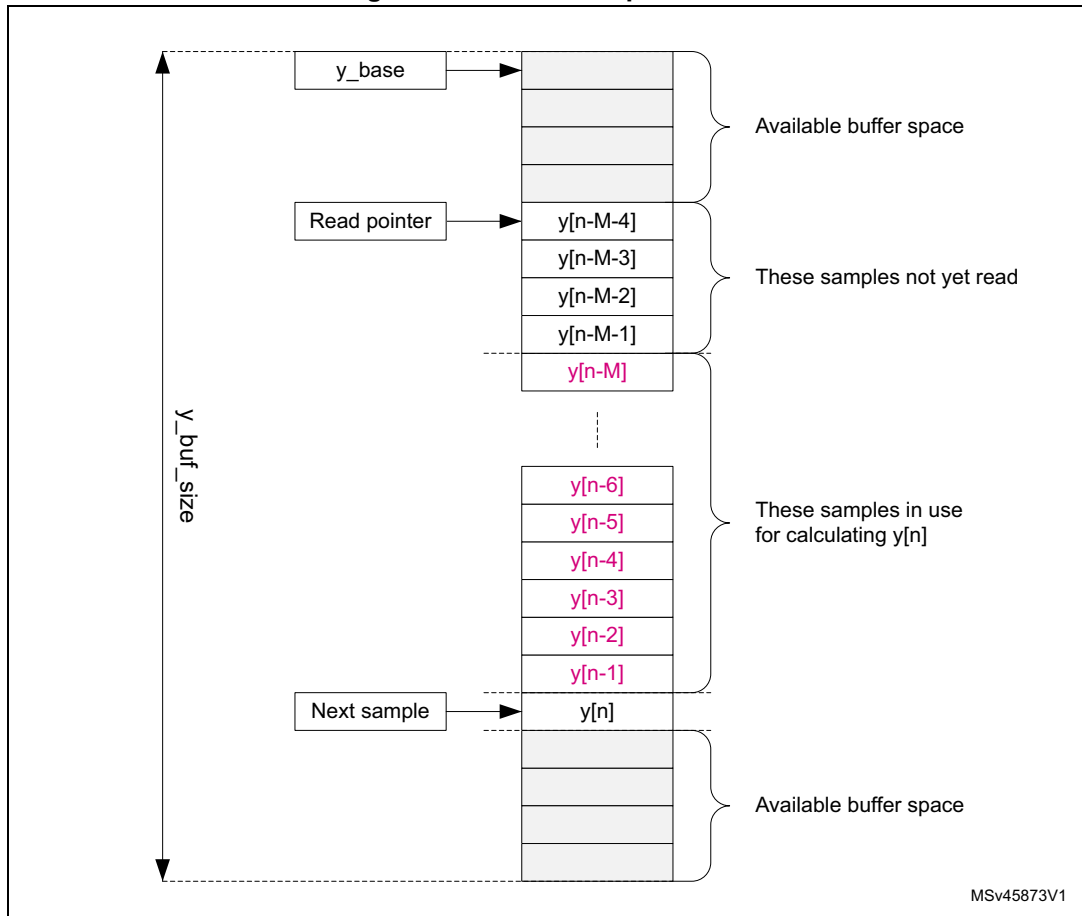 y_base
Available buffer space
Read pointer
y[n-M-4]
y[n-M-3]
These samples not yet read
y[n-M-2]
y[n-M-1]
y[n-M]
y_buf_size
y[n-6]
These samples in use
for calculating y[n]
y[n-5]
y[n-4]
y[n-3]
y[n-2]
y[n-1]
Next sample
y[n]
Available buffer space
MSv45873V1